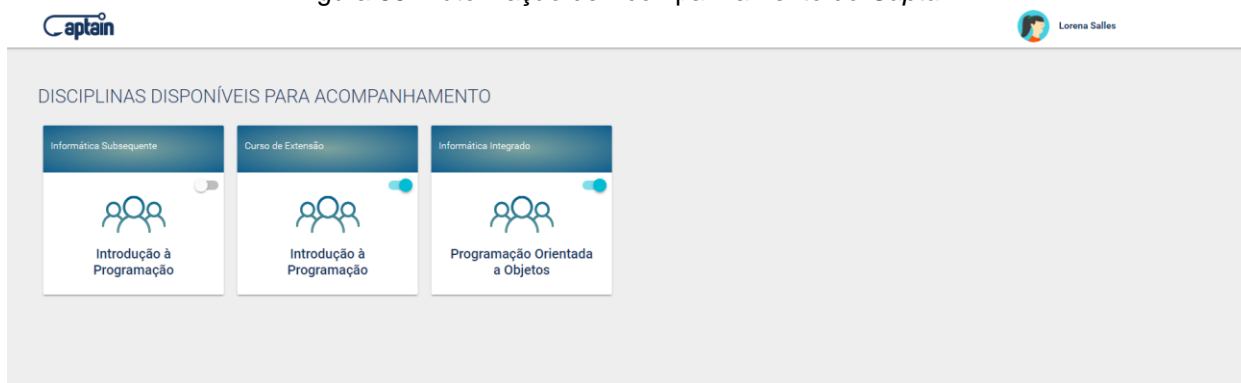 Captain
Lorena Salles
DISCIPLINAS DISPONÍVEIS PARA ACOMPANHAMENTO
Informática Subsequente
Introdução à
Programação
Curso de Extensão
Introdução à
Programação
Informática Integrado
Programação Orientada
a Objetos